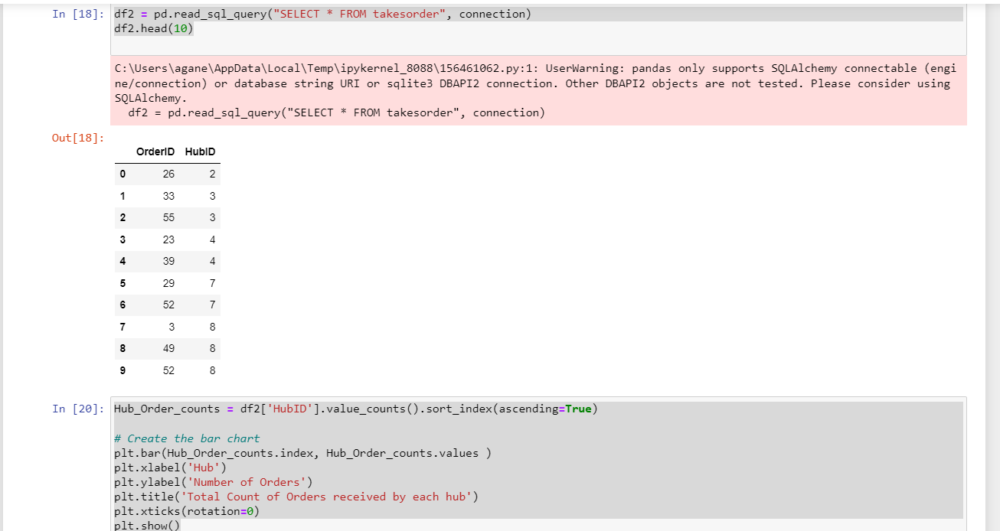 In [18]: df2 = pd.read_sql_query("SELECT * FROM takesorder", connection)
df2.head(10)
C:\Users\agane\AppData\Local\Temp\ipykernel_8088\156461062.py:1: UserWarning: pandas only supports SQLAlchemy connectable (engi
ne/connection) or database string URI or sqlite3 DBAPI2 connection. Other DBAPI2 objects are not tested. Please consider using
SQLAlchemy.
  df2 = pd.read_sql_query("SELECT * FROM takesorder", connection)
Out[18]:
OrderID HubID
0 26 2
1 33 3
2 55 3
3 23 4
4 39 4
5 29 7
6 52 7
7 3 8
8 49 8
9 52 8
In [20]: Hub_Order_counts = df2['HubID'].value_counts().sort_index(ascending=True)
# Create the bar chart
plt.bar(Hub_Order_counts.index, Hub_Order_counts.values )
plt.xlabel('Hub')
plt.ylabel('Number of Orders')
plt.title('Total Count of Orders received by each hub')
plt.xticks(rotation=0)
plt.show()